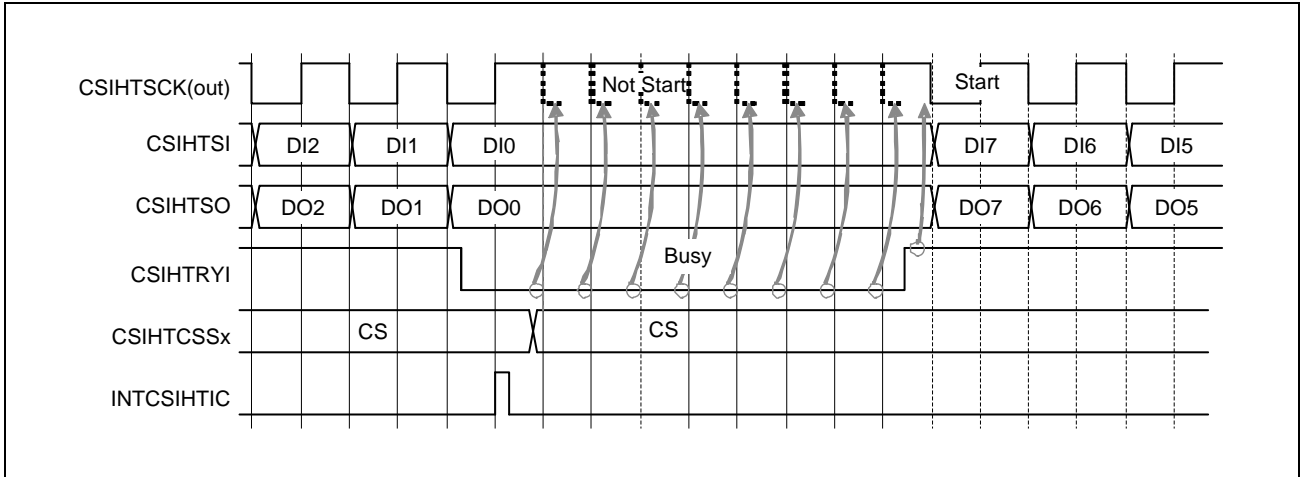 CSIHTSCK(out) Not Start Start
CSIHTSI DI2 DI1 DI0 DI7 DI6 DI5
CSIHTSO DO2 DO1 DO0 DO7 DO6 DO5
CSIHTRYI Busy
CSIHTCSSx CS CS
INTCSIHTIC